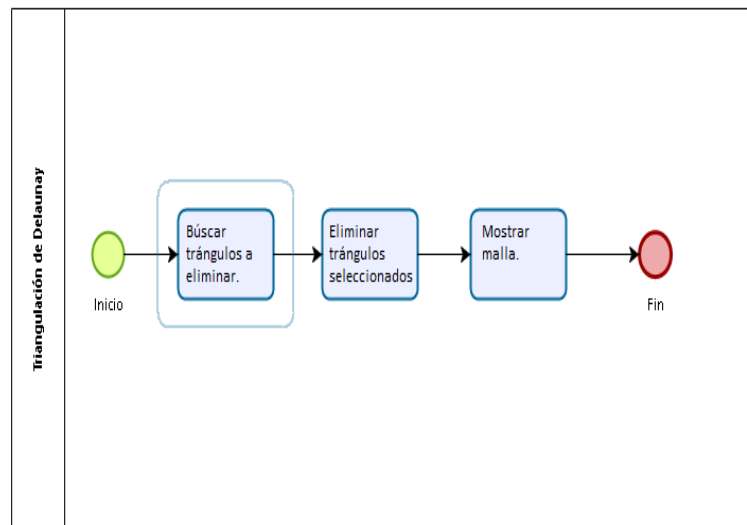 Triangulación de Delaunay
Inicio
Búscar
trángulos a
eliminar.
Eliminar
trángulos
seleccionados
Mostrar
malla.
Fin